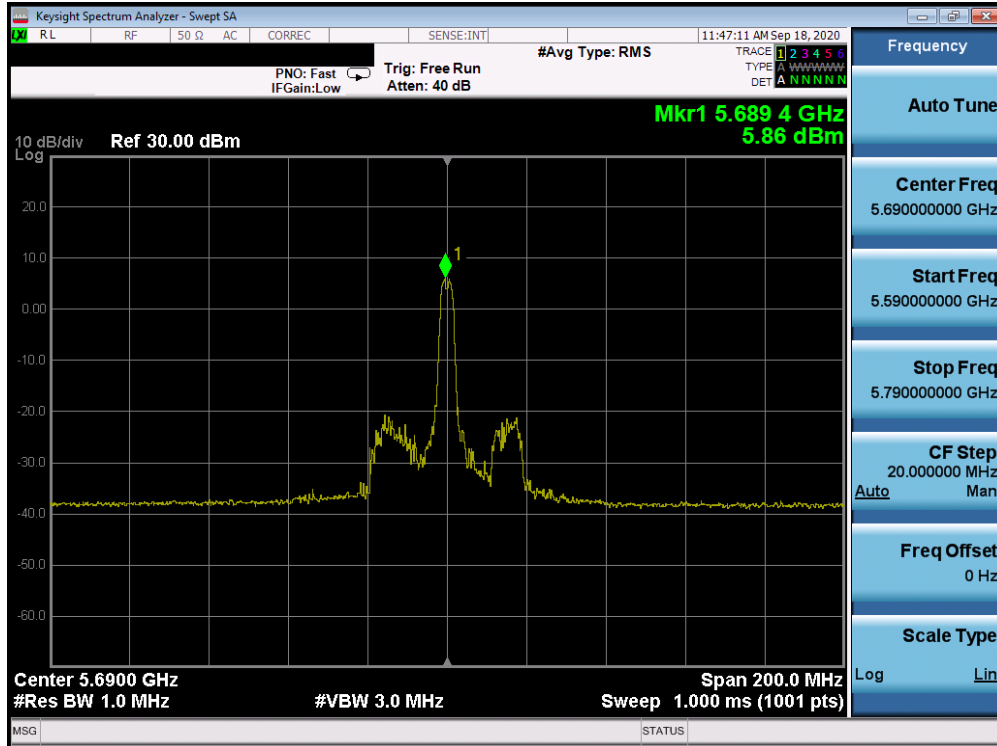 Keysight Spectrum Analyzer - Swept SA
LXI RL RF 50 Ω AC CORREC SENSE:INT 11:47:11 AM Sep 18, 2020
#Avg Type: RMS
TRACE 1 2 3 4 5 6
TYPE A WWWWW
DET A N N N N N
PNO: Fast
IFGain:Low
Trig: Free Run
Atten: 40 dB
Mkr1 5.689 4 GHz
5.86 dBm
10 dB/div
Log
Ref 30.00 dBm
20.0
10.0
0.00
-10.0
-20.0
-30.0
-40.0
-50.0
-60.0
1
Center 5.6900 GHz
Span 200.0 MHz
#Res BW 1.0 MHz
#VBW 3.0 MHz
Sweep 1.000 ms (1001 pts)
MSG
STATUS
Frequency
Auto Tune
Center Freq
5.690000000 GHz
Start Freq
5.590000000 GHz
Stop Freq
5.790000000 GHz
CF Step
20.000000 MHz
Auto Man
Freq Offset
0 Hz
Scale Type
Log Lin